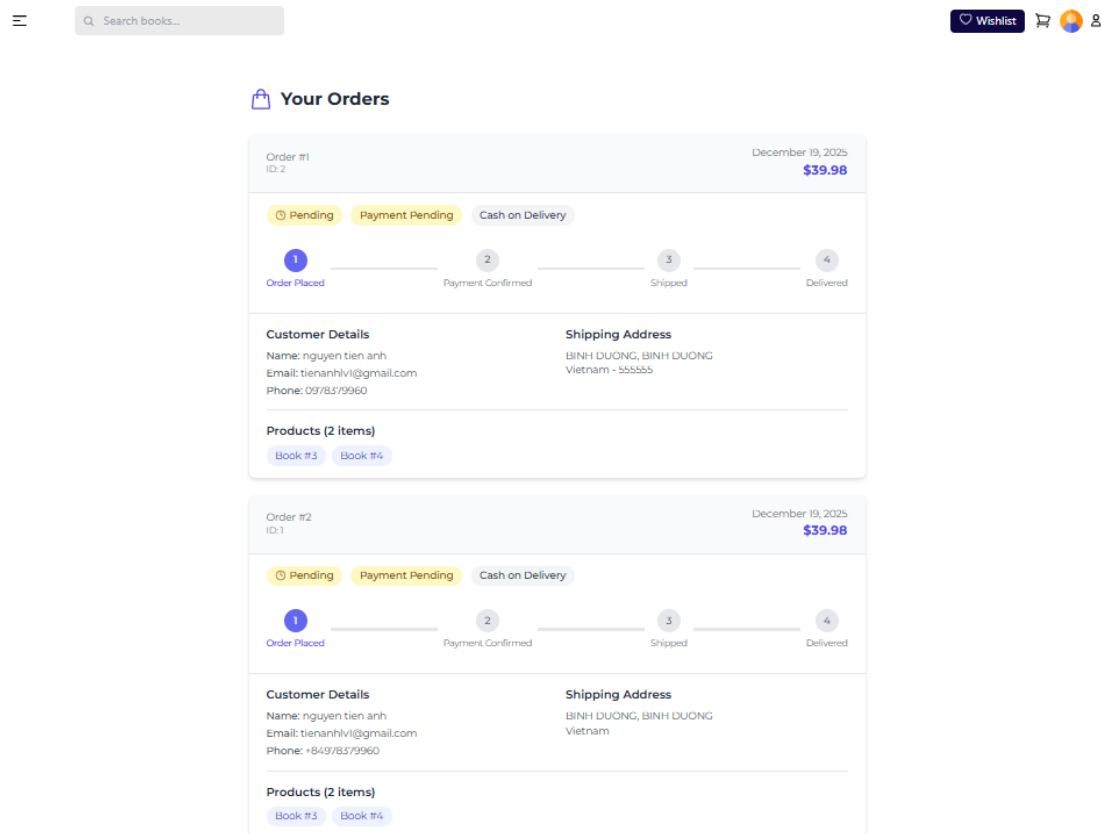 Search books...
Wishlist
Your Orders
Order #1
ID: 2
December 19, 2025
$39.98
Pending
Payment Pending
Cash on Delivery
1
2
3
4
Order Placed
Payment Confirmed
Shipped
Delivered
Customer Details
Name: nguyen tien anh
Email: tienanhlv1@gmail.com
Phone: 0978379960
Shipping Address
BINH DUONG, BINH DUONG
Vietnam - 555555
Products (2 items)
Book #3
Book #4
Order #2
ID: 1
December 19, 2025
$39.98
Pending
Payment Pending
Cash on Delivery
1
2
3
4
Order Placed
Payment Confirmed
Shipped
Delivered
Customer Details
Name: nguyen tien anh
Email: tienanhlv1@gmail.com
Phone: +84978379960
Shipping Address
BINH DUONG, BINH DUONG
Vietnam
Products (2 items)
Book #3
Book #4